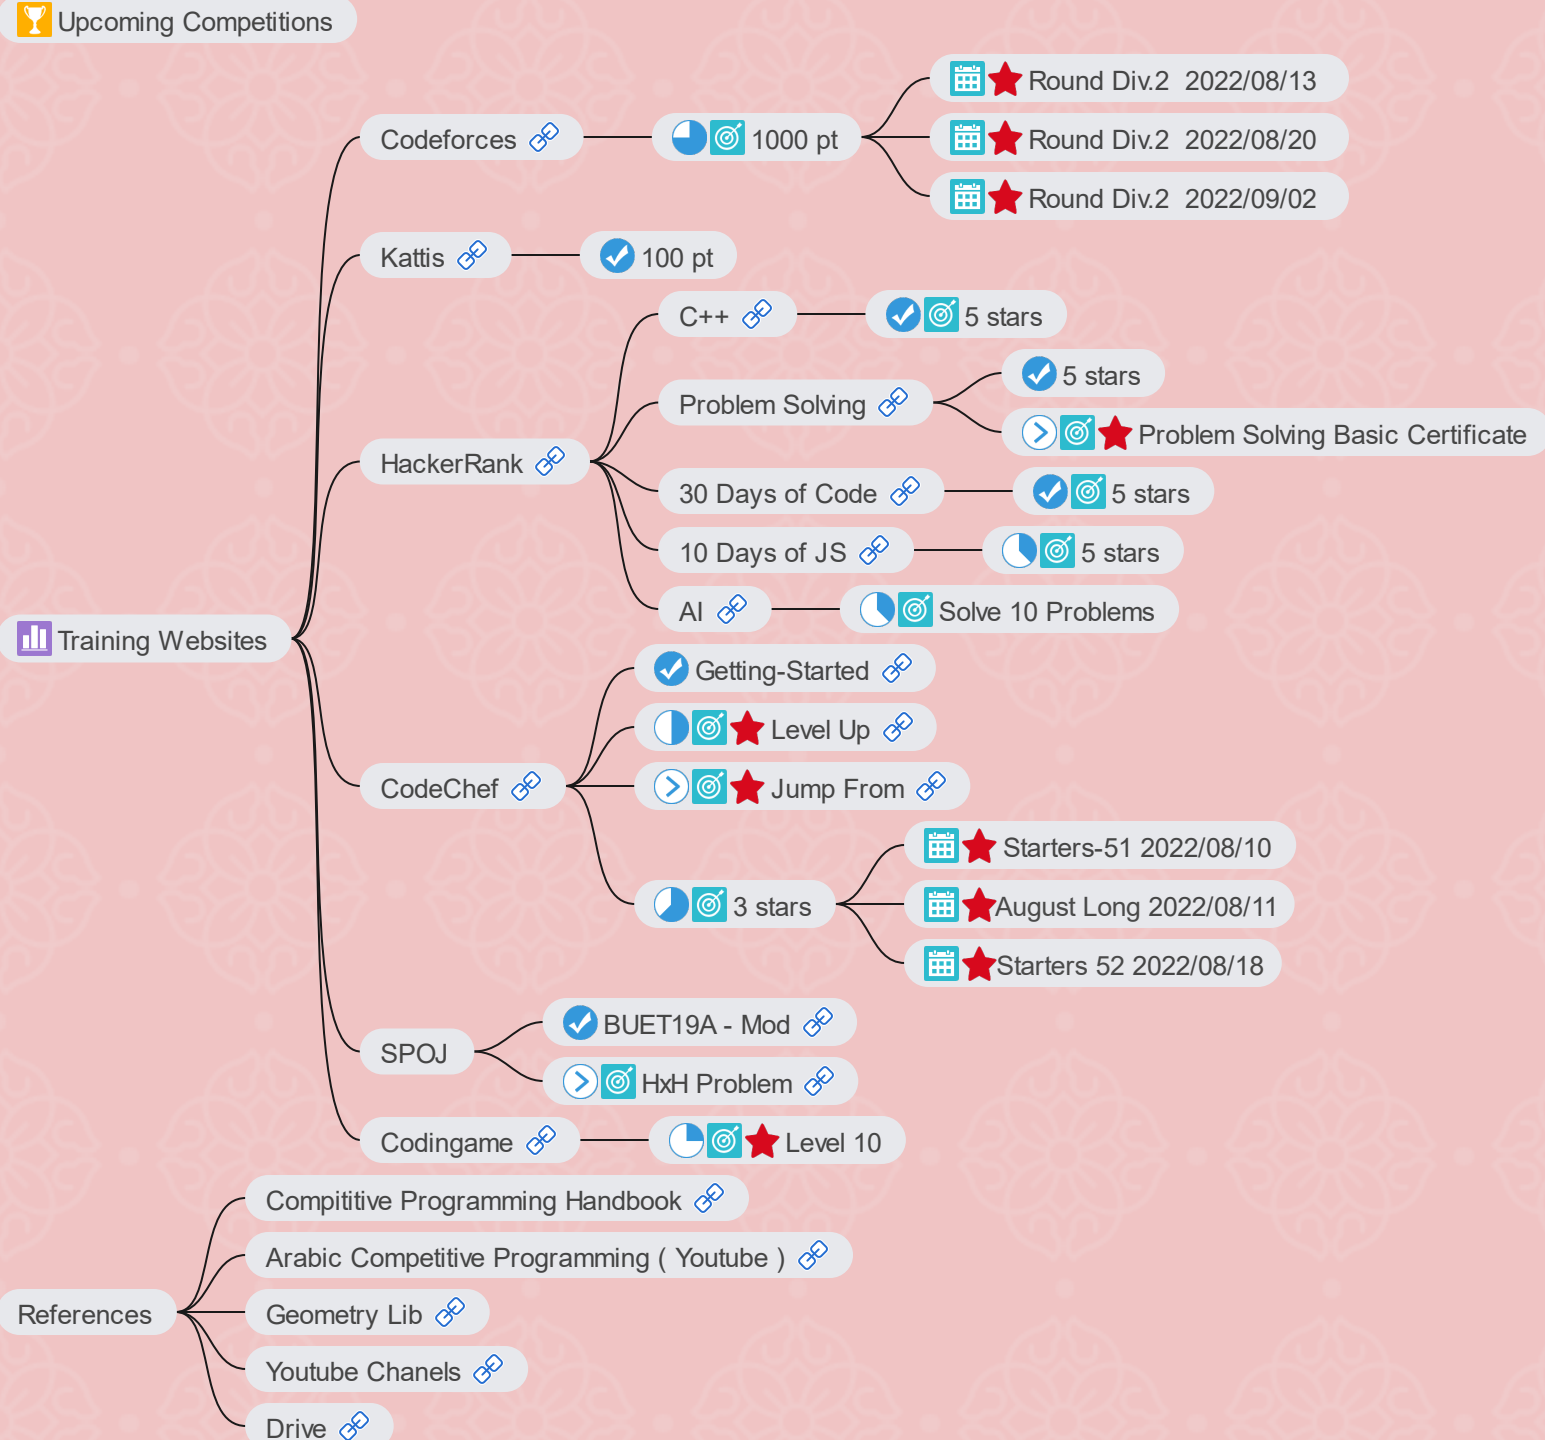 Upcoming Competitions
Training Websites
Codeforces
1000 pt
Round Div.2  2022/08/13
Round Div.2  2022/08/20
Round Div.2  2022/09/02
Kattis
100 pt
HackerRank
C++
5 stars
Problem Solving
5 stars
Problem Solving Basic Certificate
30 Days of Code
5 stars
10 Days of JS
5 stars
AI
Solve 10 Problems
CodeChef
Getting-Started
Level Up
Jump From
3 stars
Starters-51 2022/08/10
August Long 2022/08/11
Starters 52 2022/08/18
SPOJ
BUET19A - Mod
HxH Problem
Codingame
Level 10
References
Compititive Programming Handbook
Arabic Competitive Programming ( Youtube )
Geometry Lib
Youtube Chanels
Drive